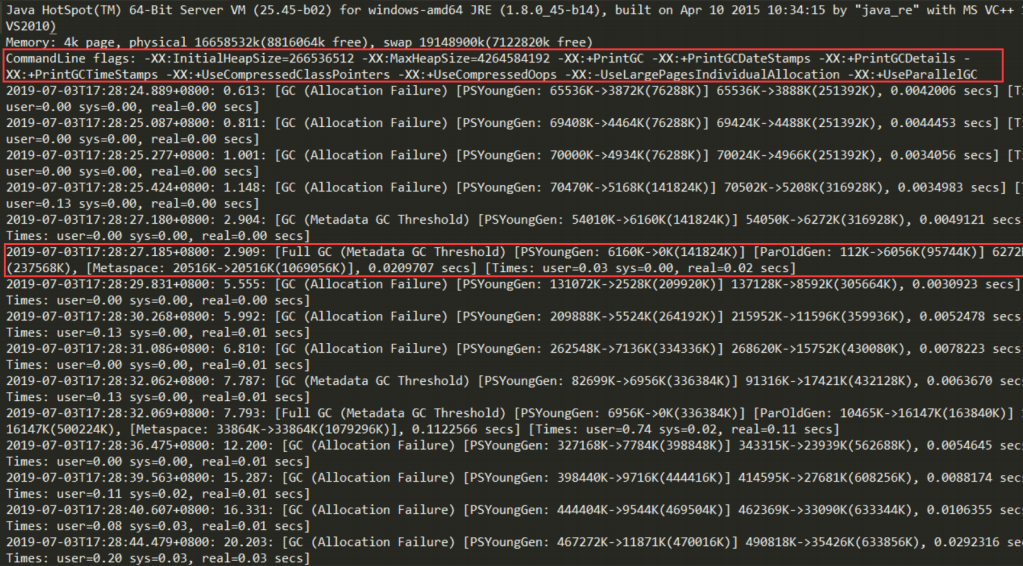 Java HotSpot(TM) 64-Bit Server VM (25.45-b02) for windows-amd64 JRE (1.8.0_45-b14), built on Apr 10 2015 10:34:15 by "java_re" with MS VC++
VS2010)
Memory: 4k page, physical 16658532k(8816064k free), swap 19148900k(7122820k free)
CommandLine flags: -XX:InitialHeapSize=266536512 -XX:MaxHeapSize=4264584192 -XX:+PrintGC -XX:+PrintGCDateStamps -XX:+PrintGCDetails -
XX:+PrintGCTimeStamps -XX:+UseCompressedClassPointers -XX:+UseCompressedOops -XX:-UseLargePagesIndividualAllocation -XX:+UseParallelGC
2019-07-03T17:28:24.889+0800: 0.613: [GC (Allocation Failure) [PSYoungGen: 65536K->3872K(76288K)] 65536K->3888K(251392K), 0.0042006 secs] [T
user=0.00 sys=0.00, real=0.00 secs]
2019-07-03T17:28:25.087+0800: 0.811: [GC (Allocation Failure) [PSYoungGen: 69408K->4464K(76288K)] 69424K->4488K(251392K), 0.0044453 secs] [T
user=0.00 sys=0.00, real=0.00 secs]
2019-07-03T17:28:25.277+0800: 1.001: [GC (Allocation Failure) [PSYoungGen: 70000K->4934K(76288K)] 70024K->4966K(251392K), 0.0034056 secs] [T
user=0.00 sys=0.00, real=0.00 secs]
2019-07-03T17:28:25.424+0800: 1.148: [GC (Allocation Failure) [PSYoungGen: 70470K->5168K(141824K)] 70502K->5208K(316928K), 0.0034983 secs] [
user=0.13 sys=0.00, real=0.00 secs]
2019-07-03T17:28:27.180+0800: 2.904: [GC (Metadata GC Threshold) [PSYoungGen: 54010K->6160K(141824K)] 54050K->6272K(316928K), 0.0049121 secs
Times: user=0.00 sys=0.00, real=0.00 secs]
2019-07-03T17:28:27.185+0800: 2.909: [Full GC (Metadata GC Threshold) [PSYoungGen: 6160K->0K(141824K)] [ParOldGen: 112K->6056K(95744K)] 6272K
(237568K), [Metaspace: 20516K->20516K(1069056K)], 0.0209707 secs] [Times: user=0.03 sys=0.00, real=0.02 secs]
2019-07-03T17:28:29.831+0800: 5.555: [GC (Allocation Failure) [PSYoungGen: 131072K->2528K(209920K)] 137128K->8592K(305664K), 0.0030923 secs]
Times: user=0.00 sys=0.00, real=0.00 secs]
2019-07-03T17:28:30.268+0800: 5.992: [GC (Allocation Failure) [PSYoungGen: 209888K->5524K(264192K)] 215952K->11596K(359936K), 0.0052478 secs
Times: user=0.13 sys=0.00, real=0.01 secs]
2019-07-03T17:28:31.086+0800: 6.810: [GC (Allocation Failure) [PSYoungGen: 262548K->7136K(334336K)] 268620K->15752K(430080K), 0.0078223 secs
Times: user=0.00 sys=0.00, real=0.01 secs]
2019-07-03T17:28:32.062+0800: 7.787: [GC (Metadata GC Threshold) [PSYoungGen: 82699K->6956K(336384K)] 91316K->17421K(432128K), 0.0063670 secs
Times: user=0.13 sys=0.00, real=0.01 secs]
2019-07-03T17:28:32.069+0800: 7.793: [Full GC (Metadata GC Threshold) [PSYoungGen: 6956K->0K(336384K)] [ParOldGen: 10465K->16147K(163840K)]
16147K(500224K), [Metaspace: 33864K->33864K(1079296K)], 0.1122566 secs] [Times: user=0.74 sys=0.02, real=0.11 secs]
2019-07-03T17:28:36.475+0800: 12.200: [GC (Allocation Failure) [PSYoungGen: 327168K->7784K(398848K)] 343315K->23939K(562688K), 0.0054645 secs
Times: user=0.00 sys=0.00, real=0.01 secs]
2019-07-03T17:28:39.563+0800: 15.287: [GC (Allocation Failure) [PSYoungGen: 398440K->9716K(444416K)] 414595K->27681K(608256K), 0.0088174 secs
Times: user=0.11 sys=0.02, real=0.01 secs]
2019-07-03T17:28:40.607+0800: 16.331: [GC (Allocation Failure) [PSYoungGen: 444404K->9544K(469504K)] 462369K->33090K(633344K), 0.0106355 secs
Times: user=0.08 sys=0.03, real=0.01 secs]
2019-07-03T17:28:44.479+0800: 20.203: [GC (Allocation Failure) [PSYoungGen: 467272K->11871K(470016K)] 490818K->35426K(633856K), 0.0292316 secs
Times: user=0.20 sys=0.03, real=0.03 secs]